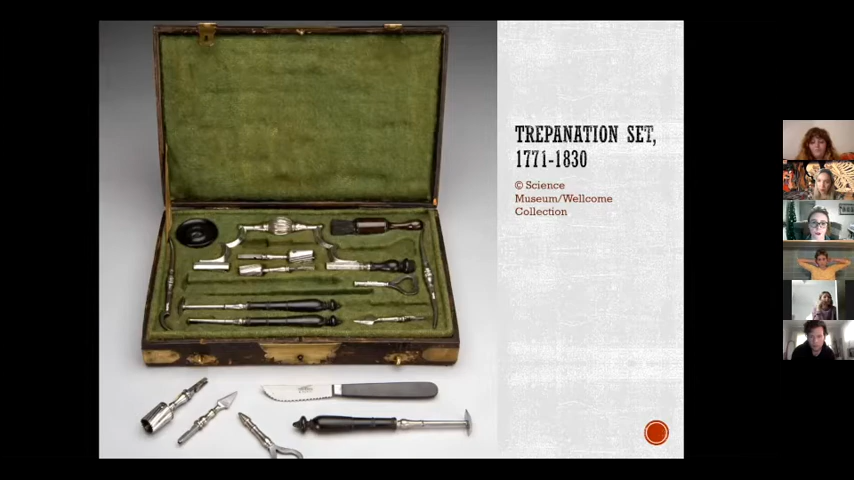 TREPANATION SET,
1771-1830
© Science
Museum/Wellcome
Collection